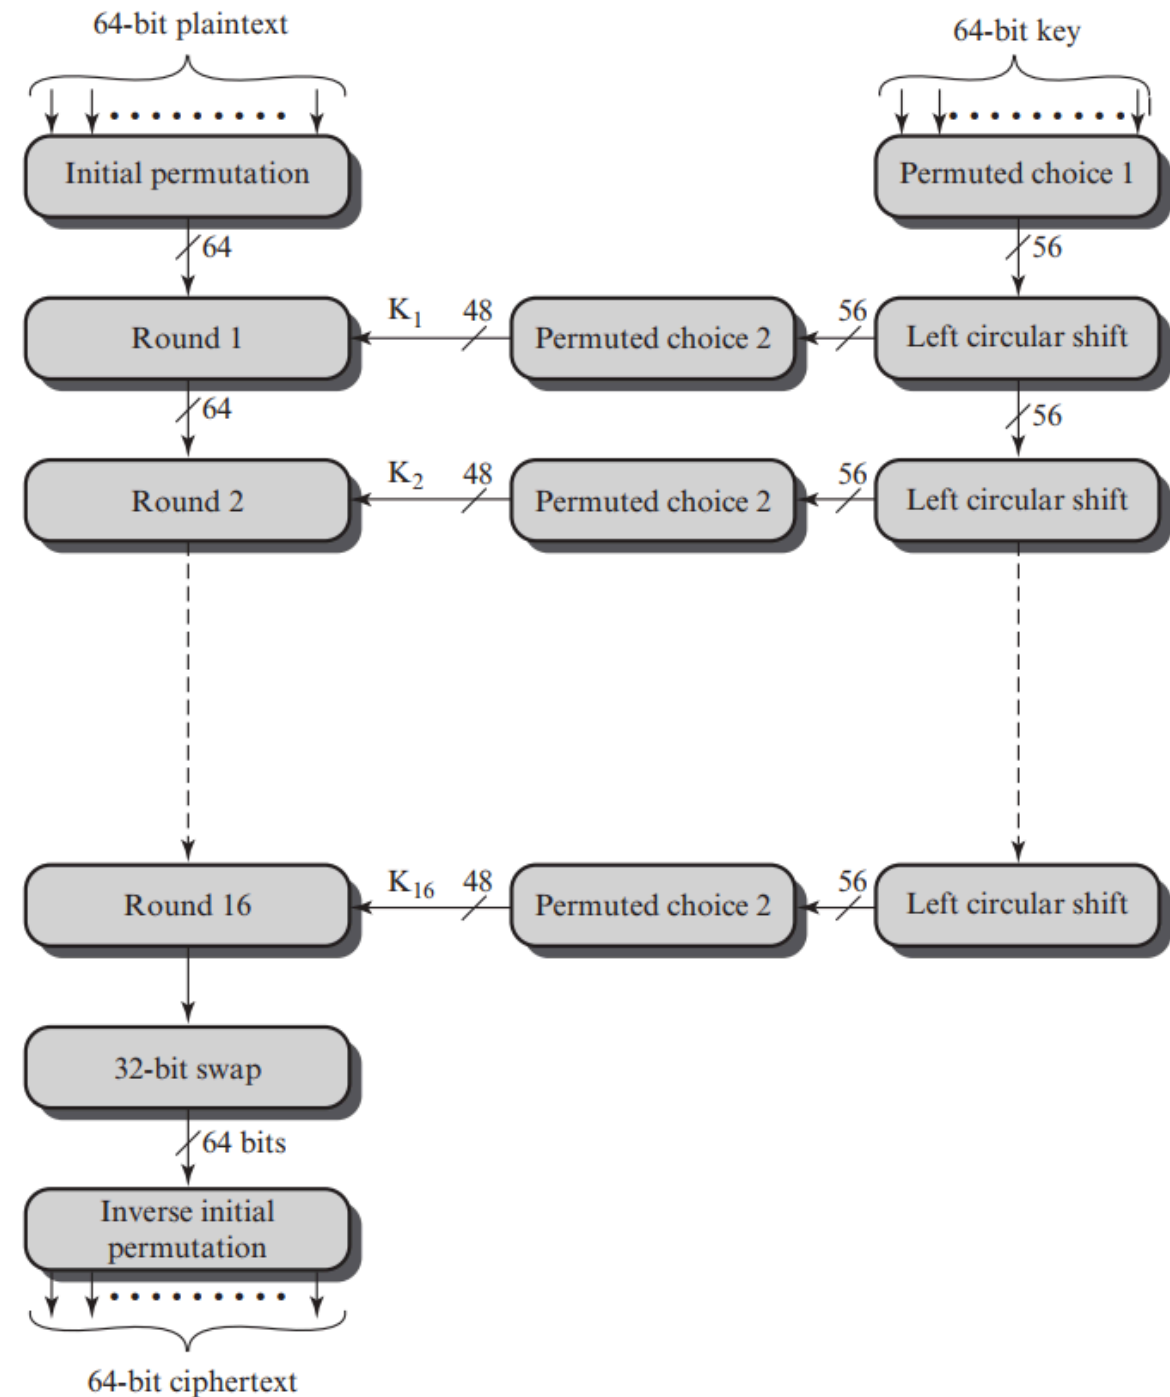 64-bit plaintext
64-bit key
Initial permutation
Permuted choice 1
64
56
Round 1
K1
48
Permuted choice 2
56
Left circular shift
64
56
Round 2
K2
48
Permuted choice 2
56
Left circular shift
Round 16
K16
48
Permuted choice 2
56
Left circular shift
32-bit swap
64 bits
Inverse initial
permutation
64-bit ciphertext